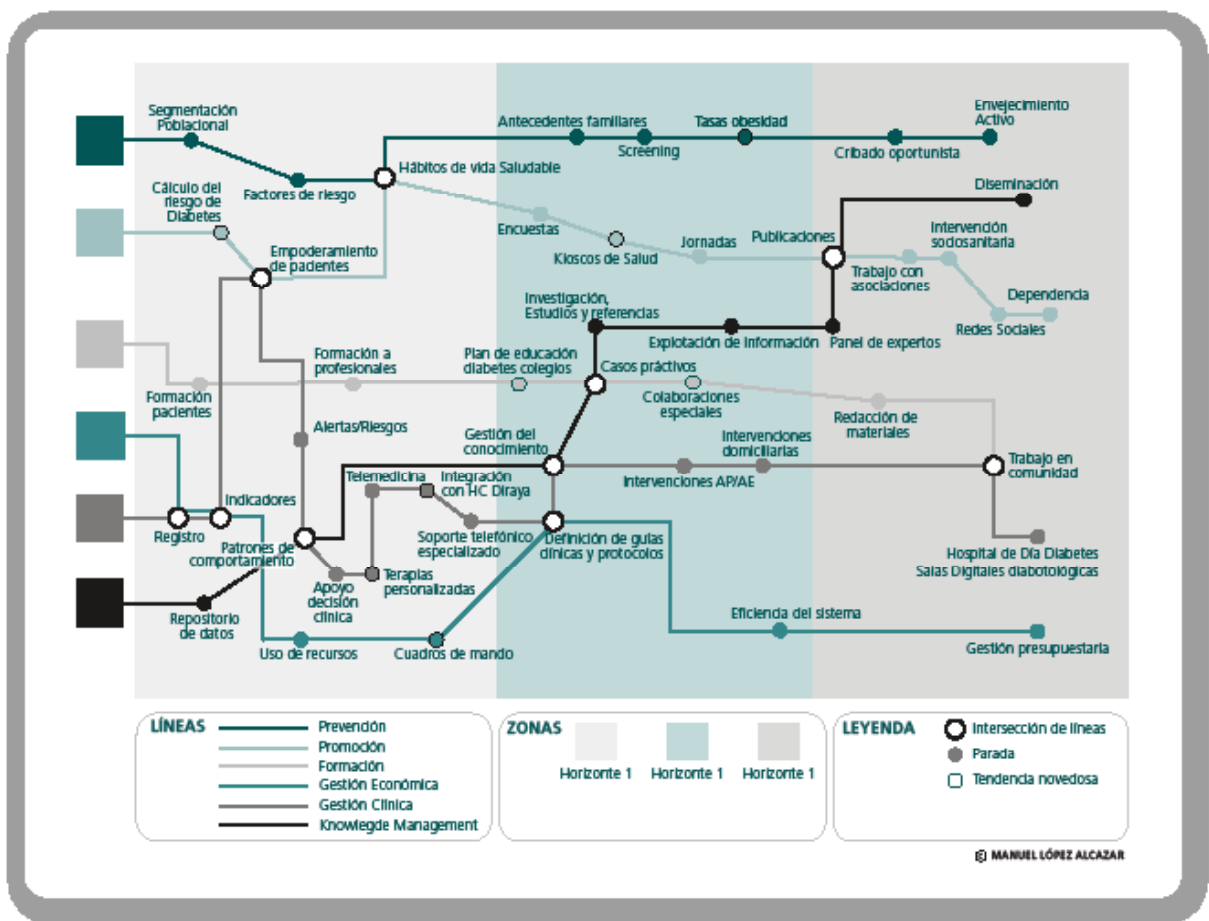 Segmentación
Poblacional
Antecedentes familiares
Tasas obesidad
Envejecimiento
Activo
Screening
Cribado oportunista
Hábitos de vida Saludable
Factores de riesgo
Cálculo del
riesgo de
Diabetes
Diseminación
Encuestas
Jornadas
Publicaciones
Intervención
sociosanitaria
Empoderamiento
de pacientes
Kioscos de Salud
Trabajo con
asociaciones
Dependencia
Redes Sociales
Investigación,
Estudios y referencias
Explotación de información
Panel de expertos
Formación a
profesionales
Plan de educación
diabetes colegios
Casos práctivos
Formación
pacientes
Colaboraciones
especiales
Redacción de
materiales
Alertas/Riesgos
Gestión del
conocimiento
Intervenciones
domiciliarias
Trabajo en
comunidad
Intervenciones AP/AE
Telemedicina
Integración
con HC Diraya
Indicadores
Registro
Patrones de
comportamiento
Soporte telefónico
especializado
Definición de guías
clínicas y protocolos
Hospital de Día Diabetes
Salas Digitales diabotológicas
Apoyo
decisión
clínica
Terapias
personalizadas
Repositorio
de datos
Eficiencia del sistema
Uso de recursos
Cuadros de mando
Gestión presupuestaria
LÍNEAS
Prevención
Promoción
Formación
Gestión Económica
Gestión Clínica
Knowlegde Management
ZONAS
Horizonte 1
Horizonte 1
Horizonte 1
LEYENDA
Intersección de líneas
Parada
Tendencia novedosa
© MANUEL LÓPEZ ALCAZAR